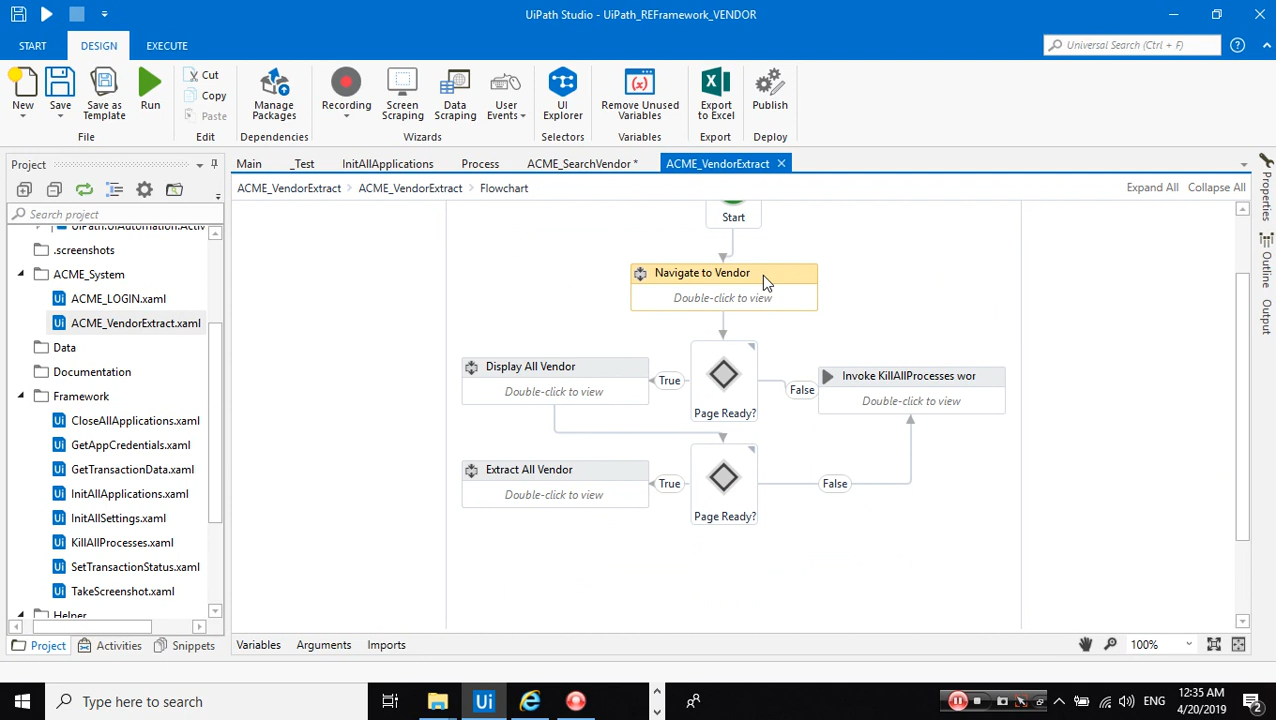 UiPath Studio - UiPath_REFramework_VENDOR
START
DESIGN
EXECUTE
Universal Search (Ctrl + F)
New
Save
Save as Template
Run
Cut
Copy
Paste
Manage Packages
Recording
Screen Scraping
Data Scraping
User Events
UI Explorer
Remove Unused Variables
Export to Excel
Publish
File
Edit
Dependencies
Wizards
Selectors
Variables
Export
Deploy
Project
Main
_Test
InitAllApplications
Process
ACME_SearchVendor *
ACME_VendorExtract
ACME_VendorExtract
ACME_VendorExtract
Flowchart
Expand All
Collapse All
Search project
UiPath.UIAutomation.Activ
.screenshots
ACME_System
ACME_LOGIN.xaml
ACME_VendorExtract.xaml
Data
Documentation
Framework
CloseAllApplications.xaml
GetAppCredentials.xaml
GetTransactionData.xaml
InitAllApplications.xaml
InitAllSettings.xaml
KillAllProcesses.xaml
SetTransactionStatus.xaml
TakeScreenshot.xaml
Helper
Start
Navigate to Vendor
Double-click to view
Display All Vendor
Double-click to view
True
Page Ready?
False
Invoke KillAllProcesses wor
Double-click to view
Extract All Vendor
Double-click to view
True
Page Ready?
False
Properties
Outline
Output
Project
Activities
Snippets
Variables
Arguments
Imports
100%
Type here to search
ENG
12:35 AM
4/20/2019
2